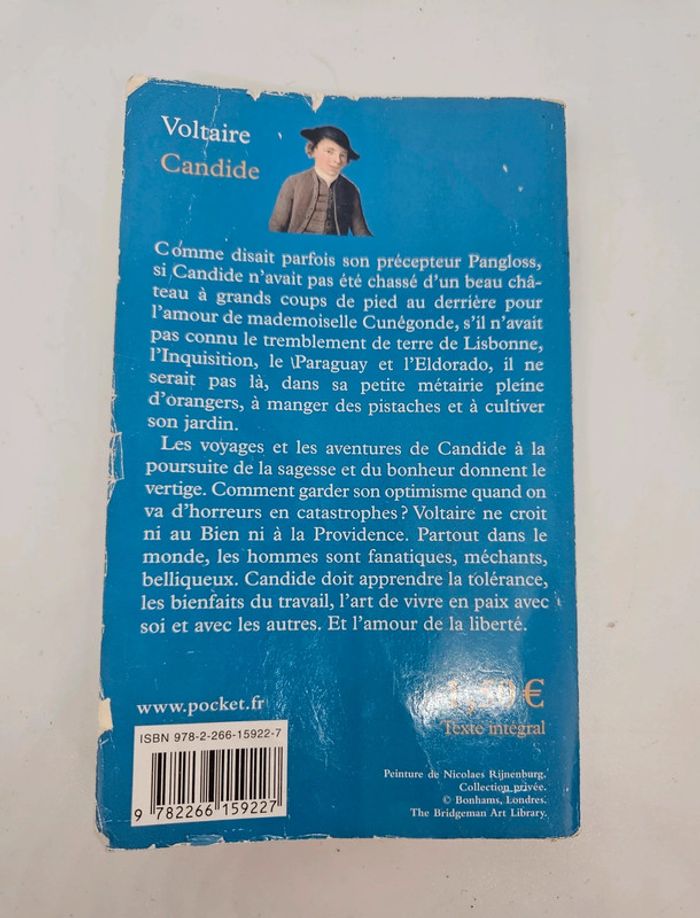 Voltaire
Candide
Comme disait parfois son précepteur Pangloss,
si Candide n'avait pas été chassé d'un beau châ-
teau à grands coups de pied au derrière pour
l'amour de mademoiselle Cunégonde, s'il n'avait
pas connu le tremblement de terre de Lisbonne,
l'Inquisition, le Paraguay et l'Eldorado, il ne
serait pas là, dans sa petite métairie pleine
d'orangers, à manger des pistaches et à cultiver
son jardin.
Les voyages et les aventures de Candide à la
poursuite de la sagesse et du bonheur donnent le
vertige. Comment garder son optimisme quand on
va d'horreurs en catastrophes ? Voltaire ne croit
ni au Bien ni à la Providence. Partout dans le
monde, les hommes sont fanatiques, méchants,
belliqueux. Candide doit apprendre la tolérance,
les bienfaits du travail, l'art de vivre en paix avec
soi et avec les autres. Et l'amour de la liberté.
www.pocket.fr
€
Texte intégral
ISBN 978-2-266-15922-7
9 782266 159227
Peinture de Nicolaes Rijnenburg.
Collection privée.
© Bonhams, Londres.
The Bridgeman Art Library.